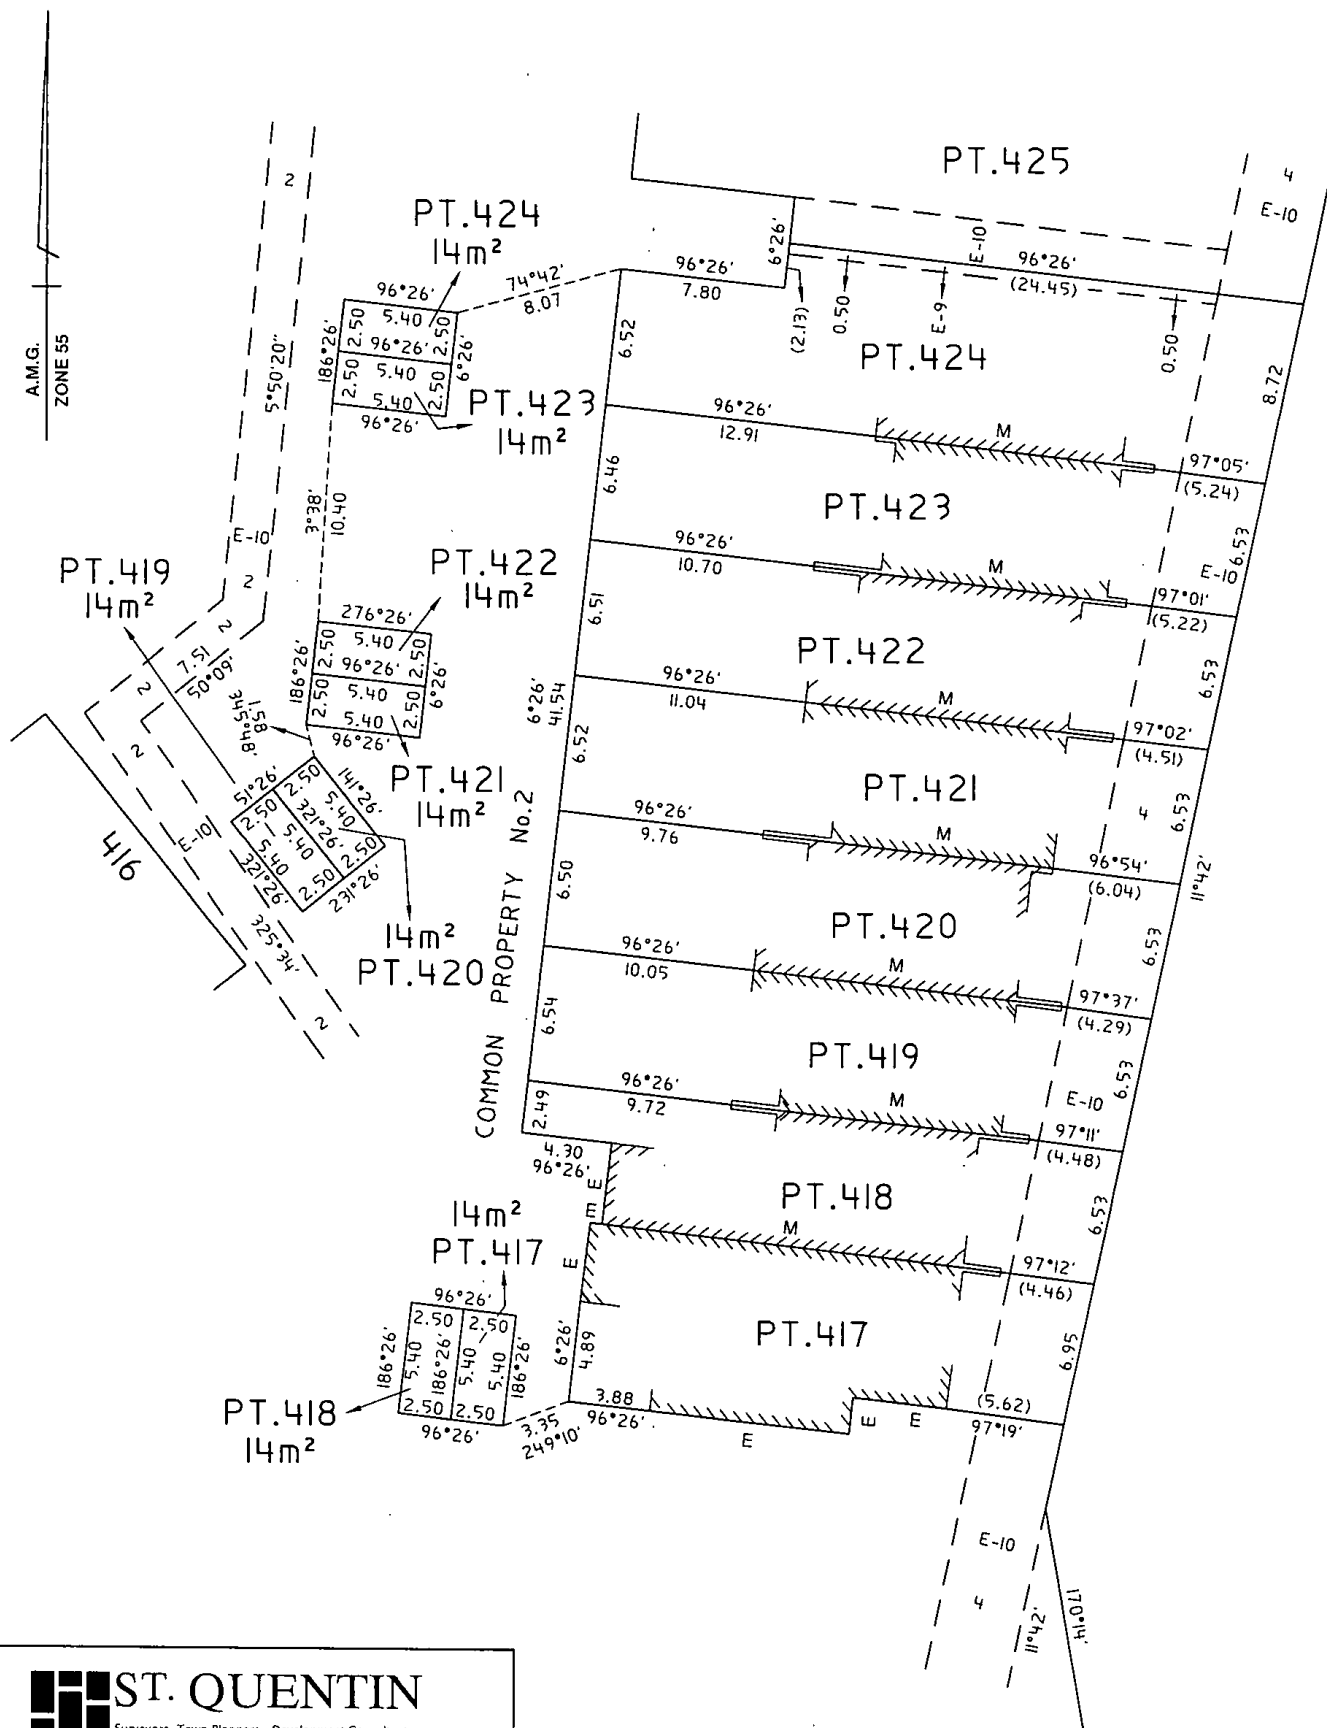 A.M.G.
ZONE 55
2
5°50'20"
E-10
2
PT.424
14m²
96°26'
5.40
2.50
2.50
186°26'
96°26'
6°26'
5.40
2.50
2.50
5.40
96°26'
PT.423
14m²
74°42'
8.07
3°38'
10.40
PT.425
4
E-10
6°26'
E-10
96°26'
(24.45)
96°26'
7.80
(2.13)
0.50
E-9
0.50
PT.424
6.52
8.72
96°26'
12.91
M
97°05'
(5.24)
6.46
PT.423
6.53
E-10
96°26'
10.70
M
97°01'
(5.22)
6.51
PT.422
6.53
96°26'
11.04
M
97°02'
(4.51)
6°26'
41.54
6.52
PT.421
4
6.53
96°26'
9.76
M
96°54'
(6.04)
11°42'
6.50
PT.420
6.53
96°26'
10.05
M
97°37'
(4.29)
6.54
PT.419
6.53
E-10
96°26'
9.72
M
97°11'
(4.48)
2.49
4.30
96°26'
E
E
E
PT.418
6.53
M
97°12'
(4.46)
PT.417
6.95
6°26'
4.89
3.88
96°26'
E
E
E
(5.62)
97°19'
E-10
4
11°42'
170°14'
COMMON PROPERTY No.2
PT.419
14m²
PT.422
14m²
276°26'
5.40
2.50
2.50
186°26'
96°26'
6°26'
5.40
2.50
2.50
5.40
96°26'
PT.421
14m²
2
7.51
50°09'
2
2
1.58
345°48'
51°26'
2.50
2.50
141°26'
5.40
321°26'
5.40
5.40
321°26'
2.50
2.50
231°26'
14m²
PT.420
416
E-10
325°34'
2
14m²
PT.417
96°26'
2.50
2.50
186°26'
5.40
186°26'
5.40
5.40
186°26'
2.50
2.50
96°26'
PT.418
14m²
3.35
249°10'
ST. QUENTIN